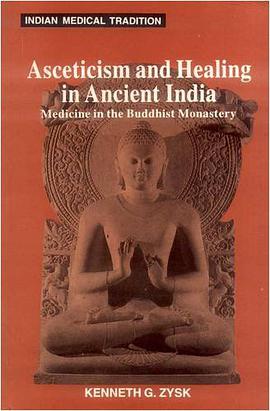 INDIAN MEDICAL TRADITION
Asceticism and Healing
in Ancient India
Medicine in the Buddhist Monastery
KENNETH G. ZYSK